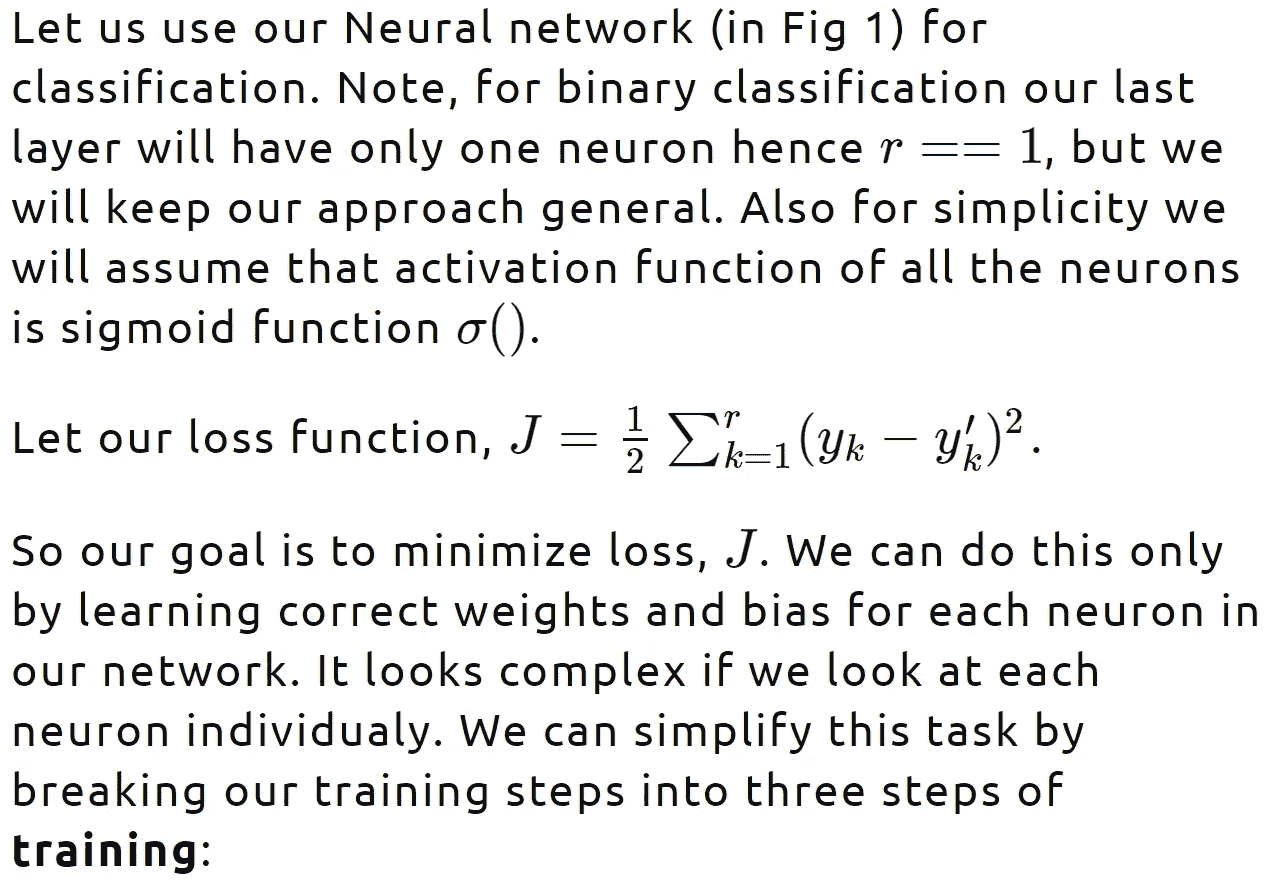 Let us use our Neural network (in Fig 1) for
classification. Note, for binary classification our last
layer will have only one neuron hence r == 1, but we
will keep our approach general. Also for simplicity we
will assume that activation function of all the neurons
is sigmoid function σ().
Let our loss function, J = 1/2 ∑_{k=1}^{r} (y_k − y′_k)².
So our goal is to minimize loss, J. We can do this only
by learning correct weights and bias for each neuron in
our network. It looks complex if we look at each
neuron individualy. We can simplify this task by
breaking our training steps into three steps of
training: